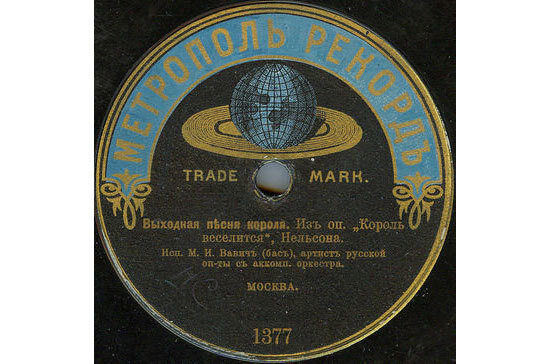 МЕТРОПОЛЬ РЕКОРДЪ
TRADE MARK.
Выходная пѣсня короля. Изъ оп. „Король
веселится", Нельсона.
Исп. М. И. Вавичъ (басъ), артистъ русской
оп-ты съ аккомп. оркестра.
МОСКВА.
1377